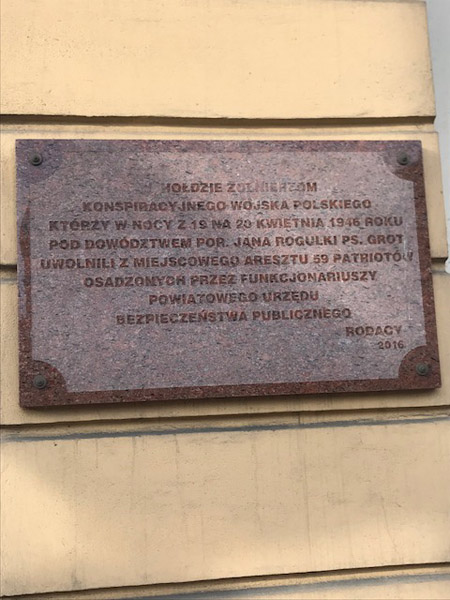 W HOŁDZIE ŻOŁNIERZOM
KONSPIRACYJNEGO WOJSKA POLSKIEGO
KTÓRZY W NOCY Z 19 NA 20 KWIETNIA 1946 ROKU
POD DOWÓDZTWEM POR. JANA ROGULKI PS. GROT
UWOLNILI Z MIEJSCOWEGO ARESZTU 59 PATRIOTÓW
OSADZONYCH PRZEZ FUNKCJONARIUSZY
POWIATOWEGO URZĘDU
BEZPIECZEŃSTWA PUBLICZNEGO
RODACY
2016